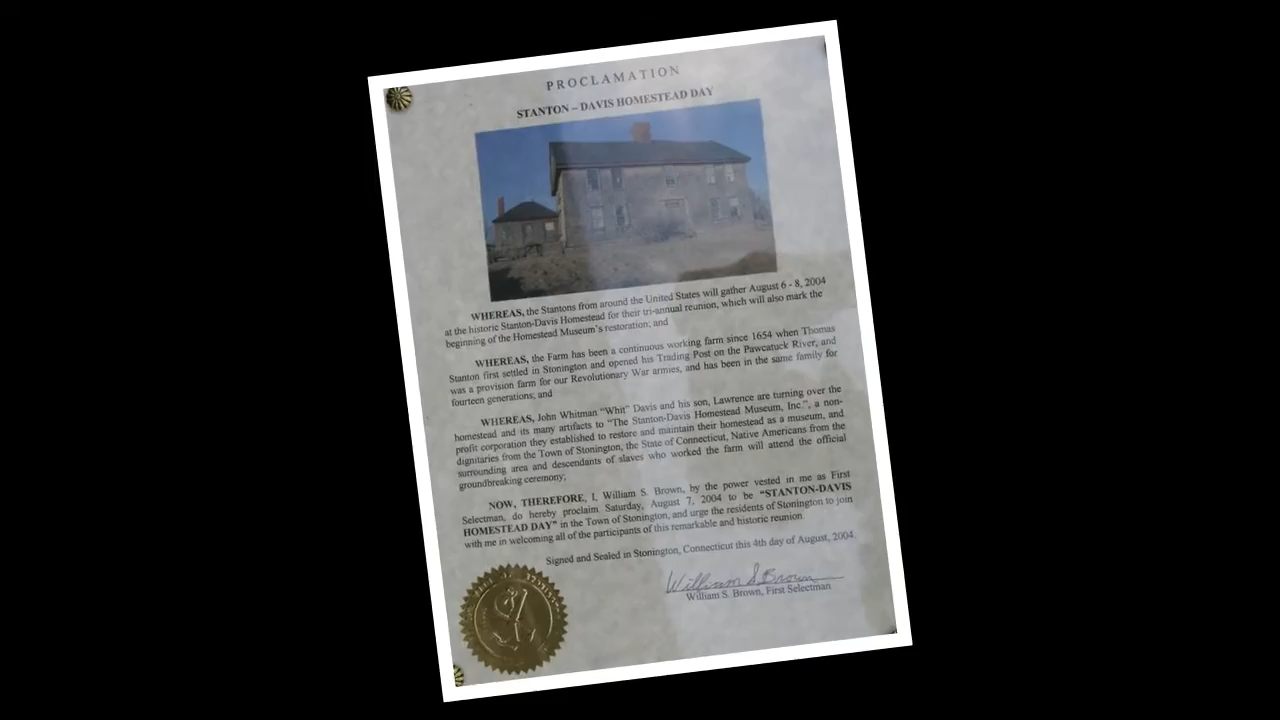 PROCLAMATION
STANTON – DAVIS HOMESTEAD DAY
WHEREAS, the Stantons from around the United States will gather August 6 - 8, 2004
at the historic Stanton-Davis Homestead for their tri-annual reunion, which will also mark the
beginning of the Homestead Museum's restoration; and
WHEREAS, the Farm has been a continuous working farm since 1654 when Thomas
Stanton first settled in Stonington and opened his Trading Post on the Pawcatuck River, and
was a provision farm for our Revolutionary War armies, and has been in the same family for
fourteen generations; and
WHEREAS, John Whitman "Whit" Davis and his son, Lawrence are turning over the
homestead and its many artifacts to "The Stanton-Davis Homestead Museum, Inc.", a non-
profit corporation they established to restore and maintain their homestead as a museum, and
dignitaries from the Town of Stonington, the State of Connecticut, Native Americans from the
surrounding area and descendants of slaves who worked the farm will attend the official
groundbreaking ceremony;
NOW, THEREFORE, I, William S. Brown, by the power vested in me as First
Selectman, do hereby proclaim Saturday, August 7, 2004 to be "STANTON-DAVIS
HOMESTEAD DAY" in the Town of Stonington, and urge the residents of Stonington to join
with me in welcoming all of the participants of this remarkable and historic reunion.
Signed and Sealed in Stonington, Connecticut this 4th day of August, 2004.
William S Brown
William S. Brown, First Selectman